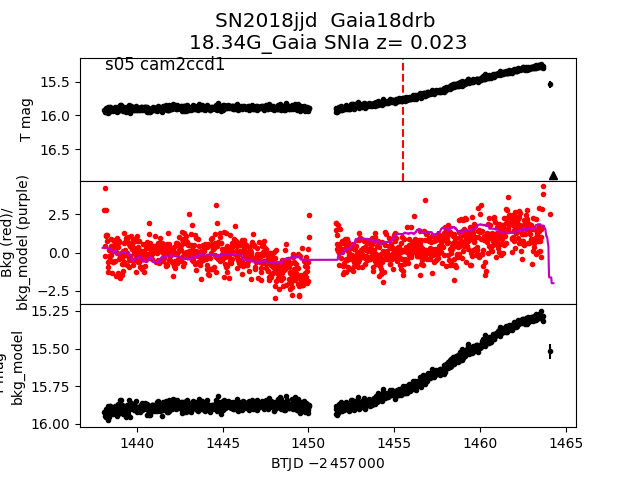 SN2018jjd  Gaia18drb
18.34G_Gaia SNIa z= 0.023
s05 cam2ccd1
T mag
15.5
16.0
16.5
Bkg (red)/
bkg_model (purple)
2.5
0.0
−2.5
bkg_model
15.25
15.50
15.75
16.00
1440 1445 1450 1455 1460 1465
BTJD −2 457 000